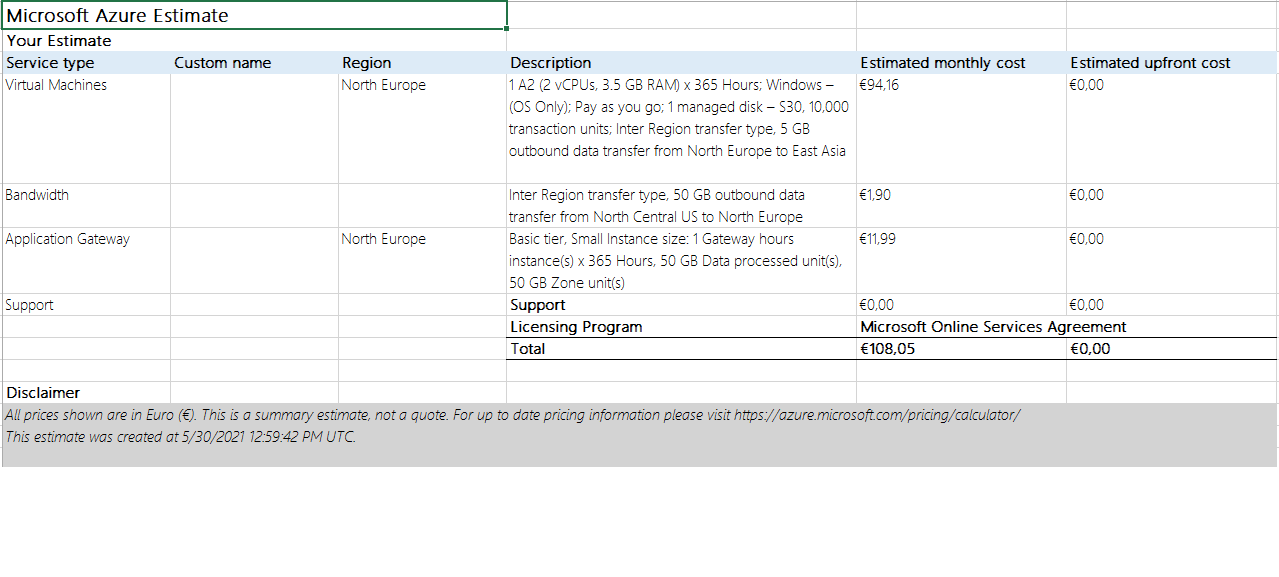 Microsoft Azure Estimate
Your Estimate
Service type Custom name Region Description Estimated monthly cost Estimated upfront cost
Virtual Machines North Europe 1 A2 (2 vCPUs, 3.5 GB RAM) x 365 Hours; Windows – €94,16 €0,00
(OS Only); Pay as you go; 1 managed disk – S30, 10,000
transaction units; Inter Region transfer type, 5 GB
outbound data transfer from North Europe to East Asia
Bandwidth Inter Region transfer type, 50 GB outbound data €1,90 €0,00
transfer from North Central US to North Europe
Application Gateway North Europe Basic tier, Small Instance size: 1 Gateway hours €11,99 €0,00
instance(s) x 365 Hours, 50 GB Data processed unit(s),
50 GB Zone unit(s)
Support Support €0,00 €0,00
Licensing Program Microsoft Online Services Agreement
Total €108,05 €0,00
Disclaimer
All prices shown are in Euro (€). This is a summary estimate, not a quote. For up to date pricing information please visit https://azure.microsoft.com/pricing/calculator/
This estimate was created at 5/30/2021 12:59:42 PM UTC.